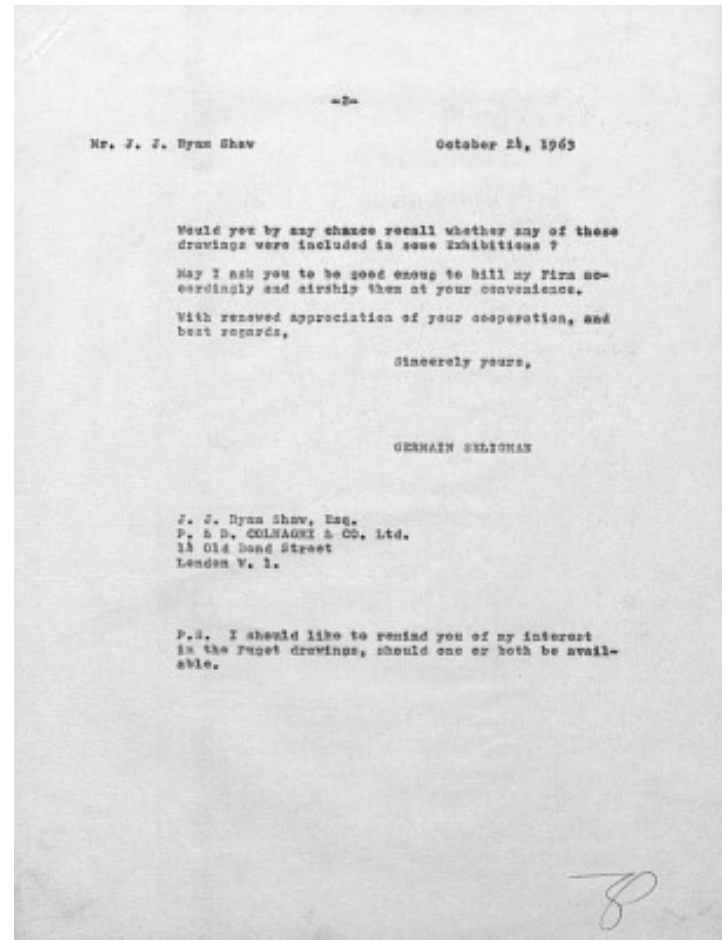 -2-
Mr. J. J. Byam Shaw October 24, 1963
Would you by any chance recall whether any of these
drawings were included in some Exhibitions ?
May I ask you to be good enoug to bill my Firm ac-
cordingly and airship them at your convenience.
With renewed appreciation of your cooperation, and
best regards,
Sincerely yours,
GERMAIN SELIGMAN
J. J. Byam Shaw, Esq.
P. & D. COLNAGHI & CO. Ltd.
14 Old Bond Street
London W. 1.
P.S. I should like to remind you of my interest
in the Puget drawings, should one or both be avail-
able.